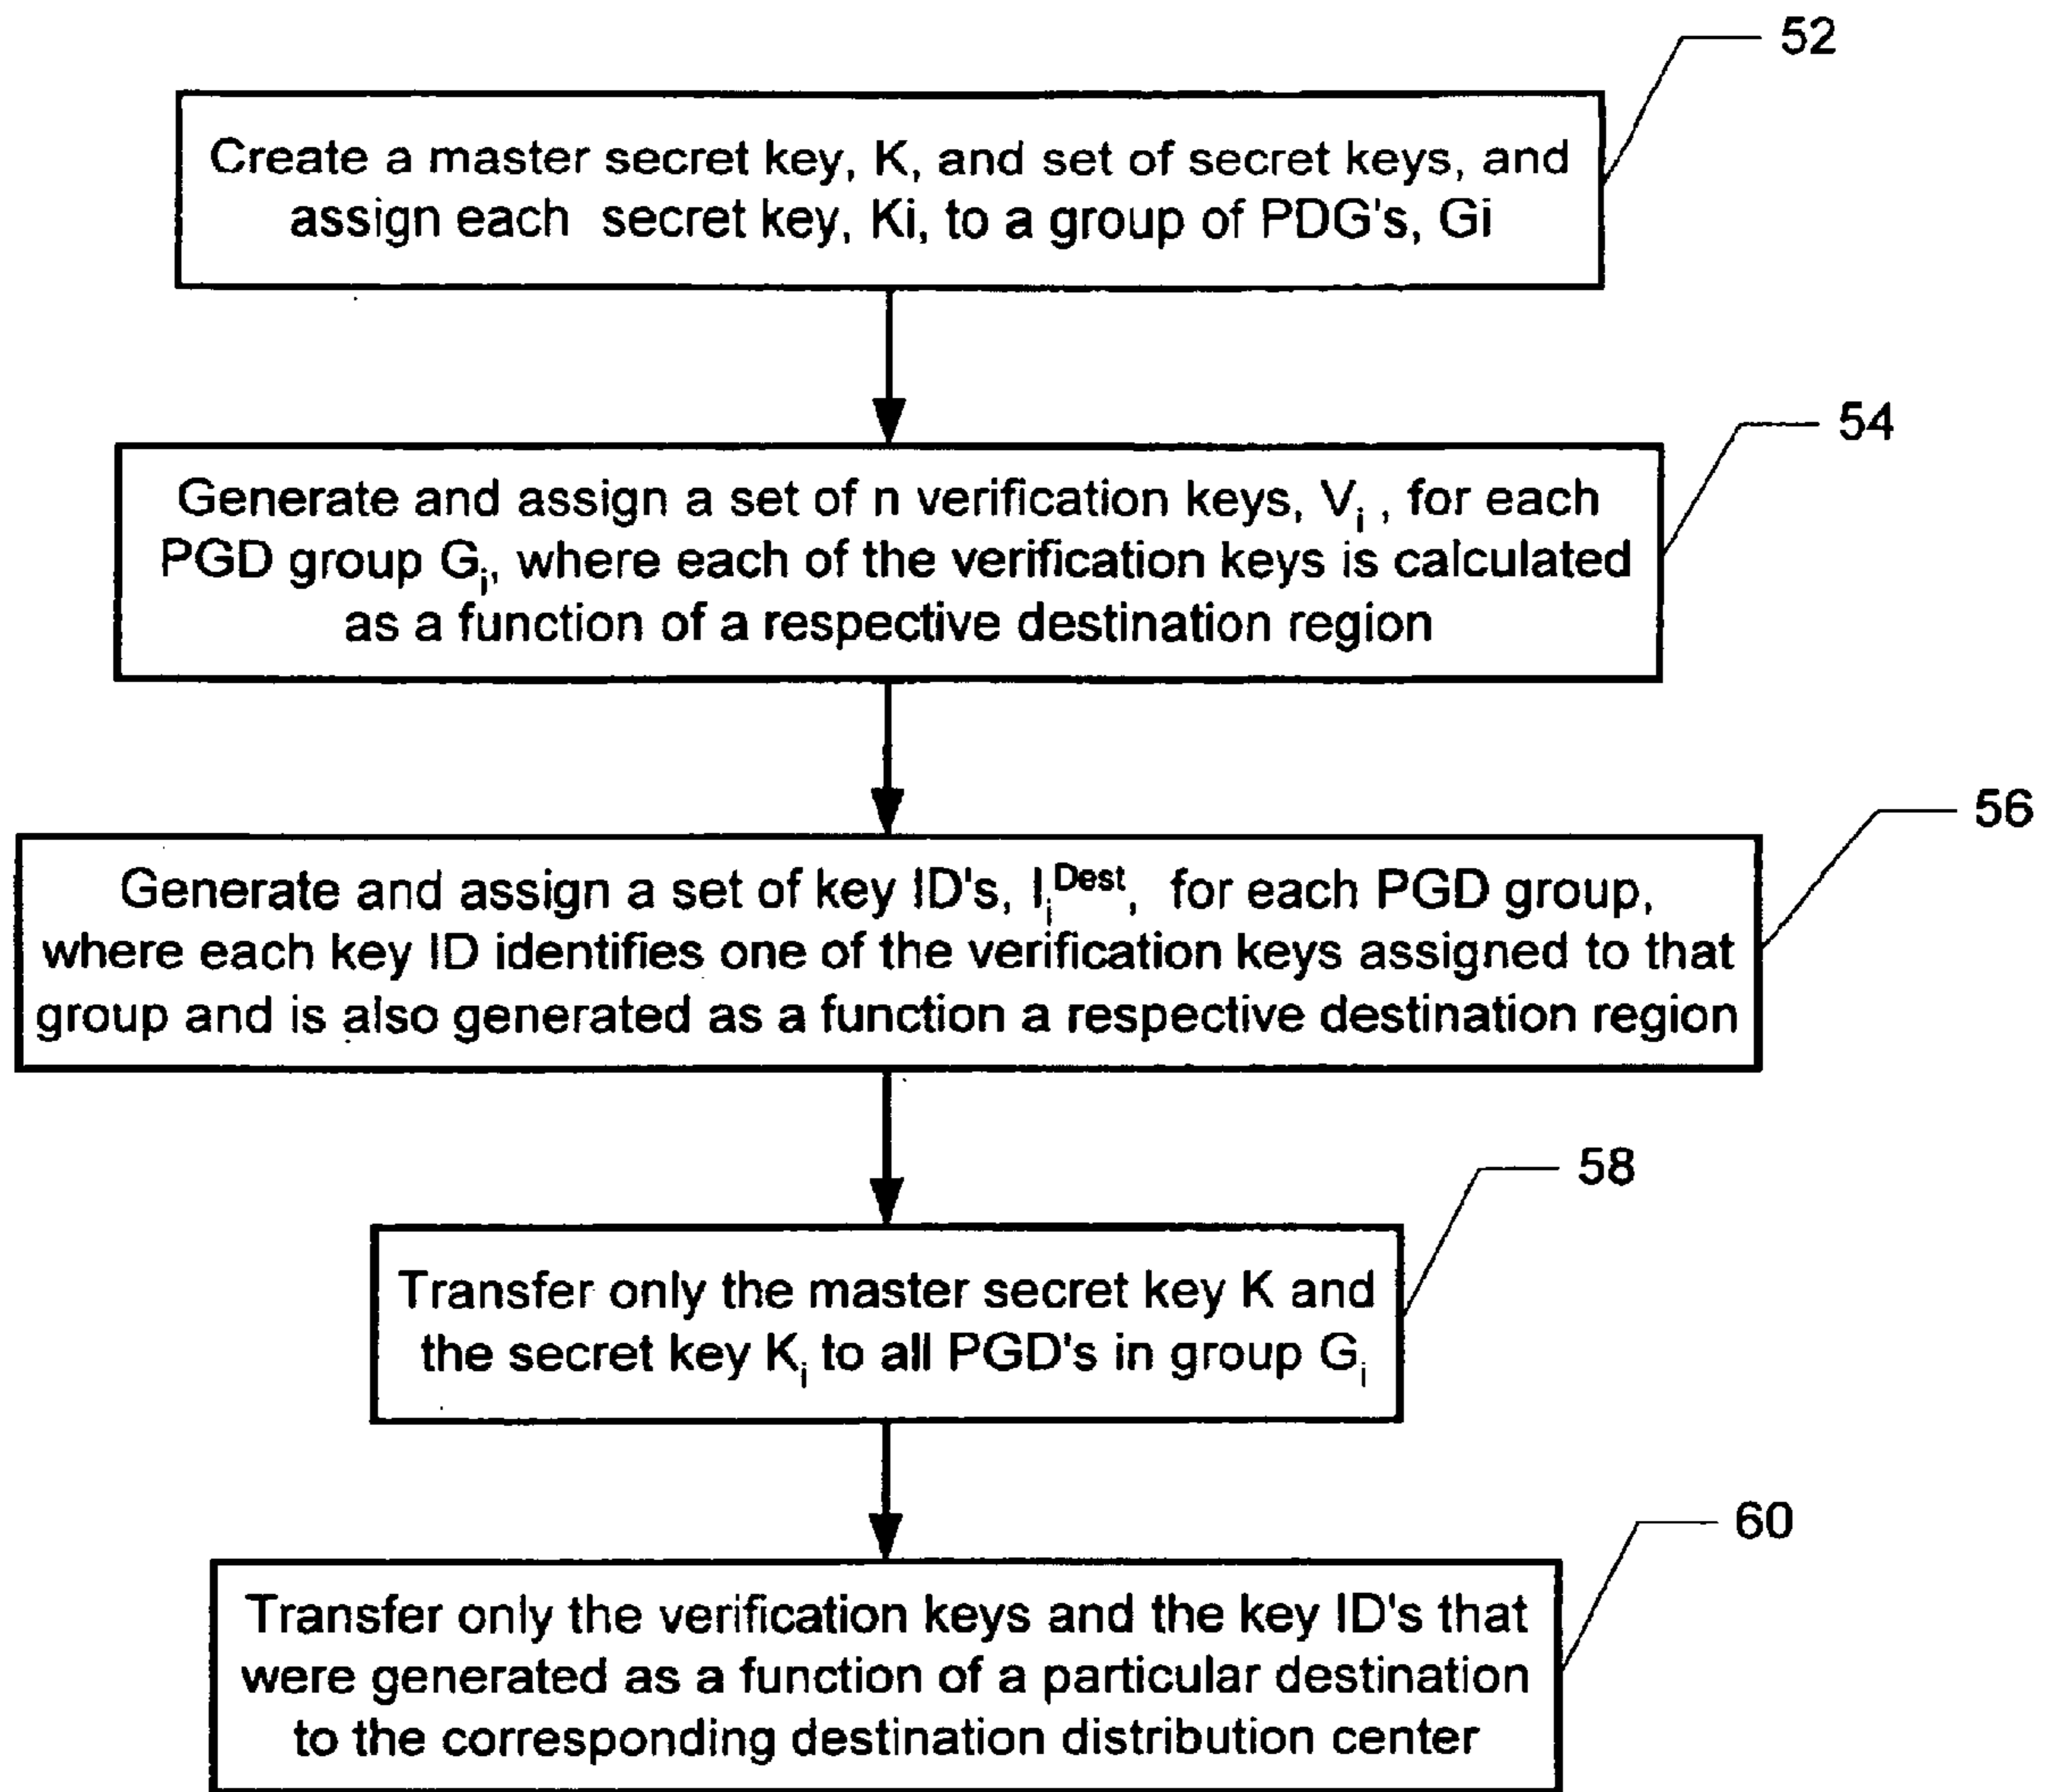 52
Create a master secret key, K, and set of secret keys, and
assign each secret key, Ki, to a group of PDG's, Gi
54
Generate and assign a set of n verification keys, V_i , for each
PGD group G_i, where each of the verification keys is calculated
as a function of a respective destination region
56
Generate and assign a set of key ID's, I_i^Dest, for each PGD group,
where each key ID identifies one of the verification keys assigned to that
group and is also generated as a function a respective destination region
58
Transfer only the master secret key K and
the secret key K_i to all PGD's in group G_i
60
Transfer only the verification keys and the key ID's that
were generated as a function of a particular destination
to the corresponding destination distribution center